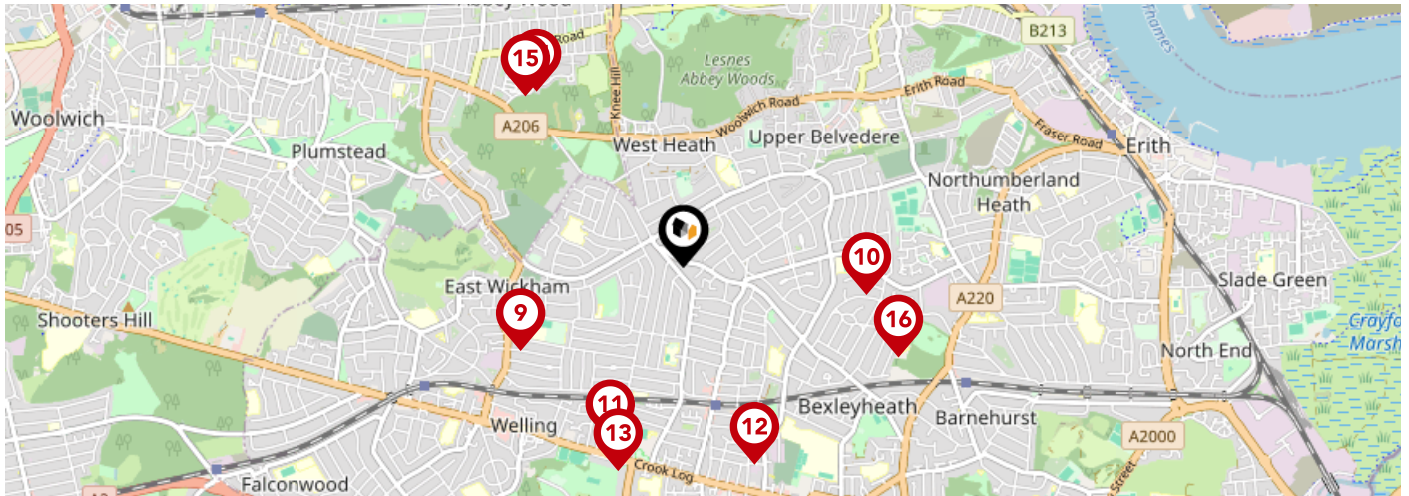 Abbey Wood
B213
Thames
Road
15
Lesnes
Abbey Woods
Knee Hill
Erith Road
Woolwich Road
Woolwich
A206
Plumstead
West Heath
Upper Belvedere
Fraser Road
Erith
Northumberland
Heath
05
10
East Wickham
9
A220
Slade Green
Shooters Hill
16
Crayfo
Marsh
North End
11
13
12
Bexleyheath
Barnehurst
Welling
A2000
Crook Log
Street
Falconwood